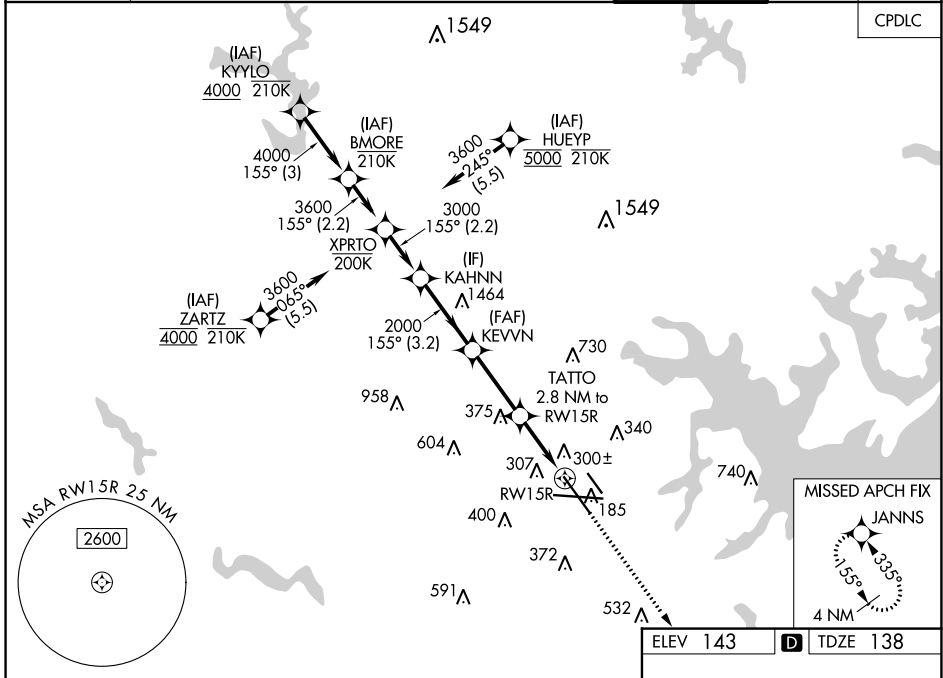 CPDLC
1549
(IAF)
KYYLO
4000 210K
(IAF)
BMORE
210K
(IAF)
HUEYP
5000 210K
3600
245°
(5.5)
4000
155° (3)
3600
155° (2.2)
3000
155° (2.2)
1549
XPRTO
200K
(IF)
KAHNN
1464
3600
065°
(5.5)
(IAF)
ZARTZ
4000 210K
2000
155° (3.2)
(FAF)
KEVVN
730
TATTO
2.8 NM to
RW15R
958
375
340
604
300±
307
740
RW15R
185
400
372
591
532
MSA RW15R 25 NM
2600
MISSED APCH FIX
JANNS
155°
335°
4 NM
ELEV 143 D TDZE 138